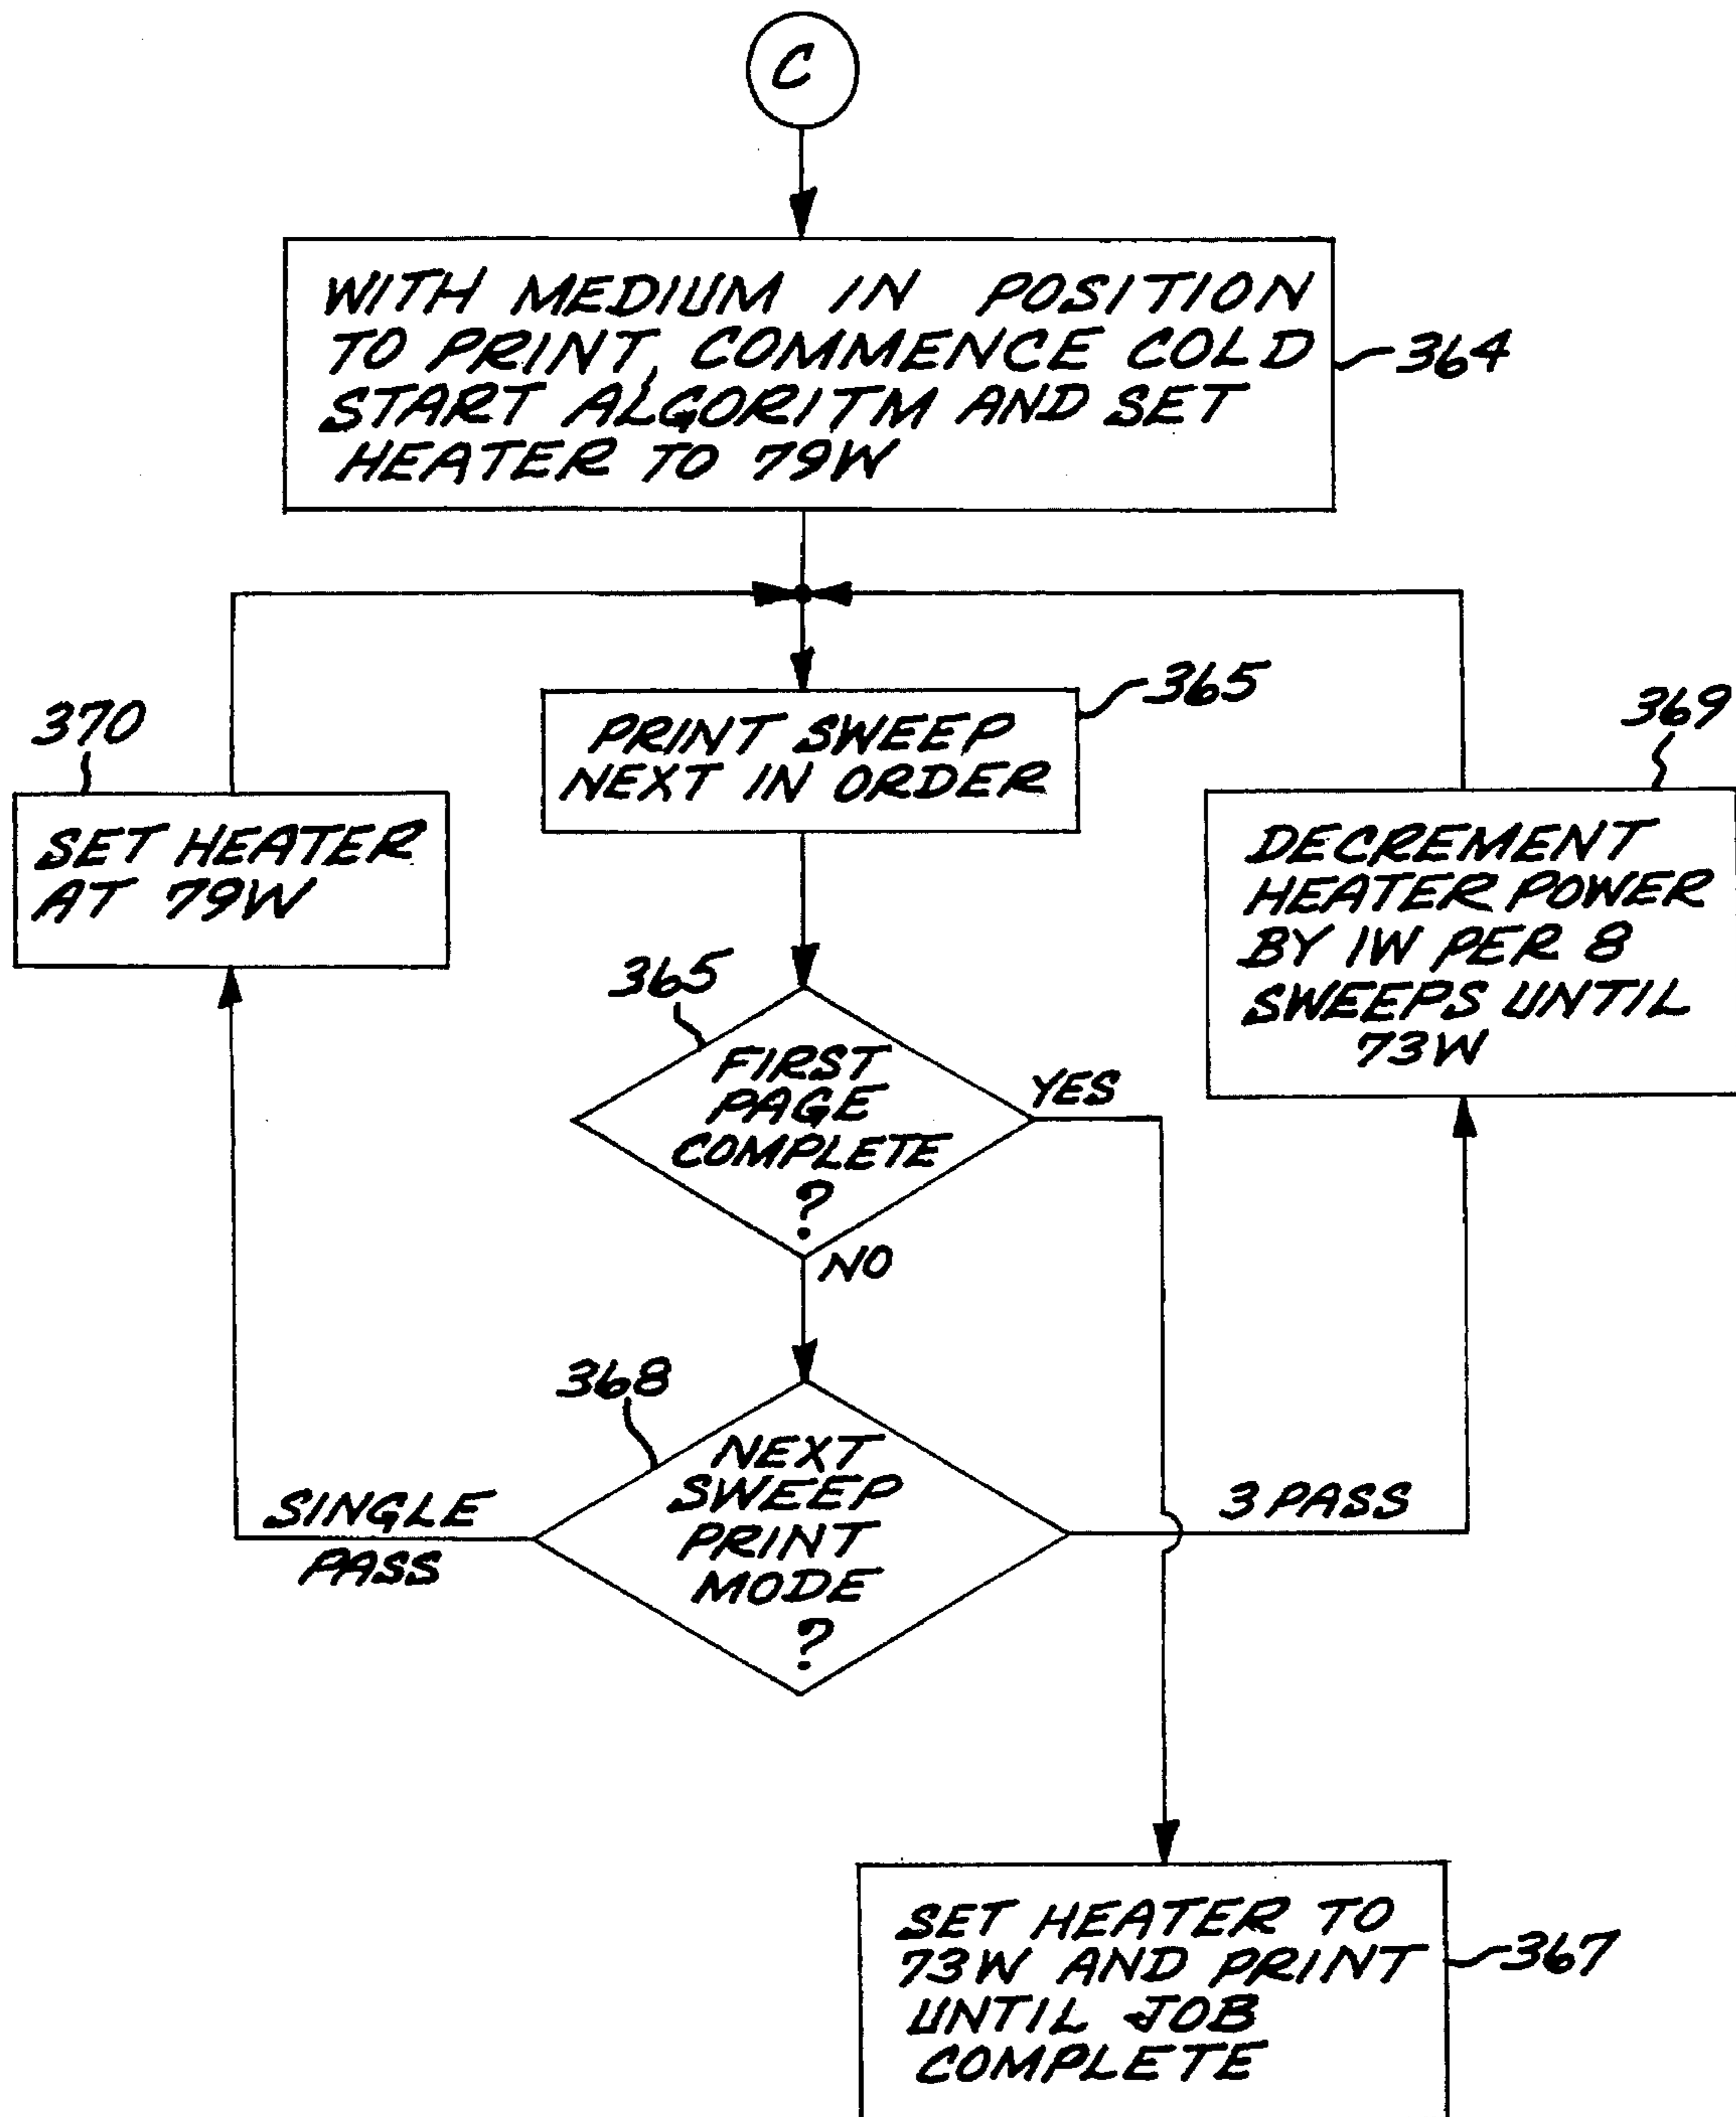 C
WITH MEDIUM IN POSITION
TO PRINT, COMMENCE COLD
START ALGORITM AND SET
HEATER TO 79W
364
365
PRINT SWEEP
NEXT IN ORDER
370
SET HEATER
AT 79W
369
DECREMENT
HEATER POWER
BY 1W PER 8
SWEEPS UNTIL
73W
365
FIRST
PAGE
COMPLETE
?
YES
NO
368
NEXT
SWEEP
PRINT
MODE
?
SINGLE
PASS
3 PASS
SET HEATER TO
73W AND PRINT
UNTIL JOB
COMPLETE
367